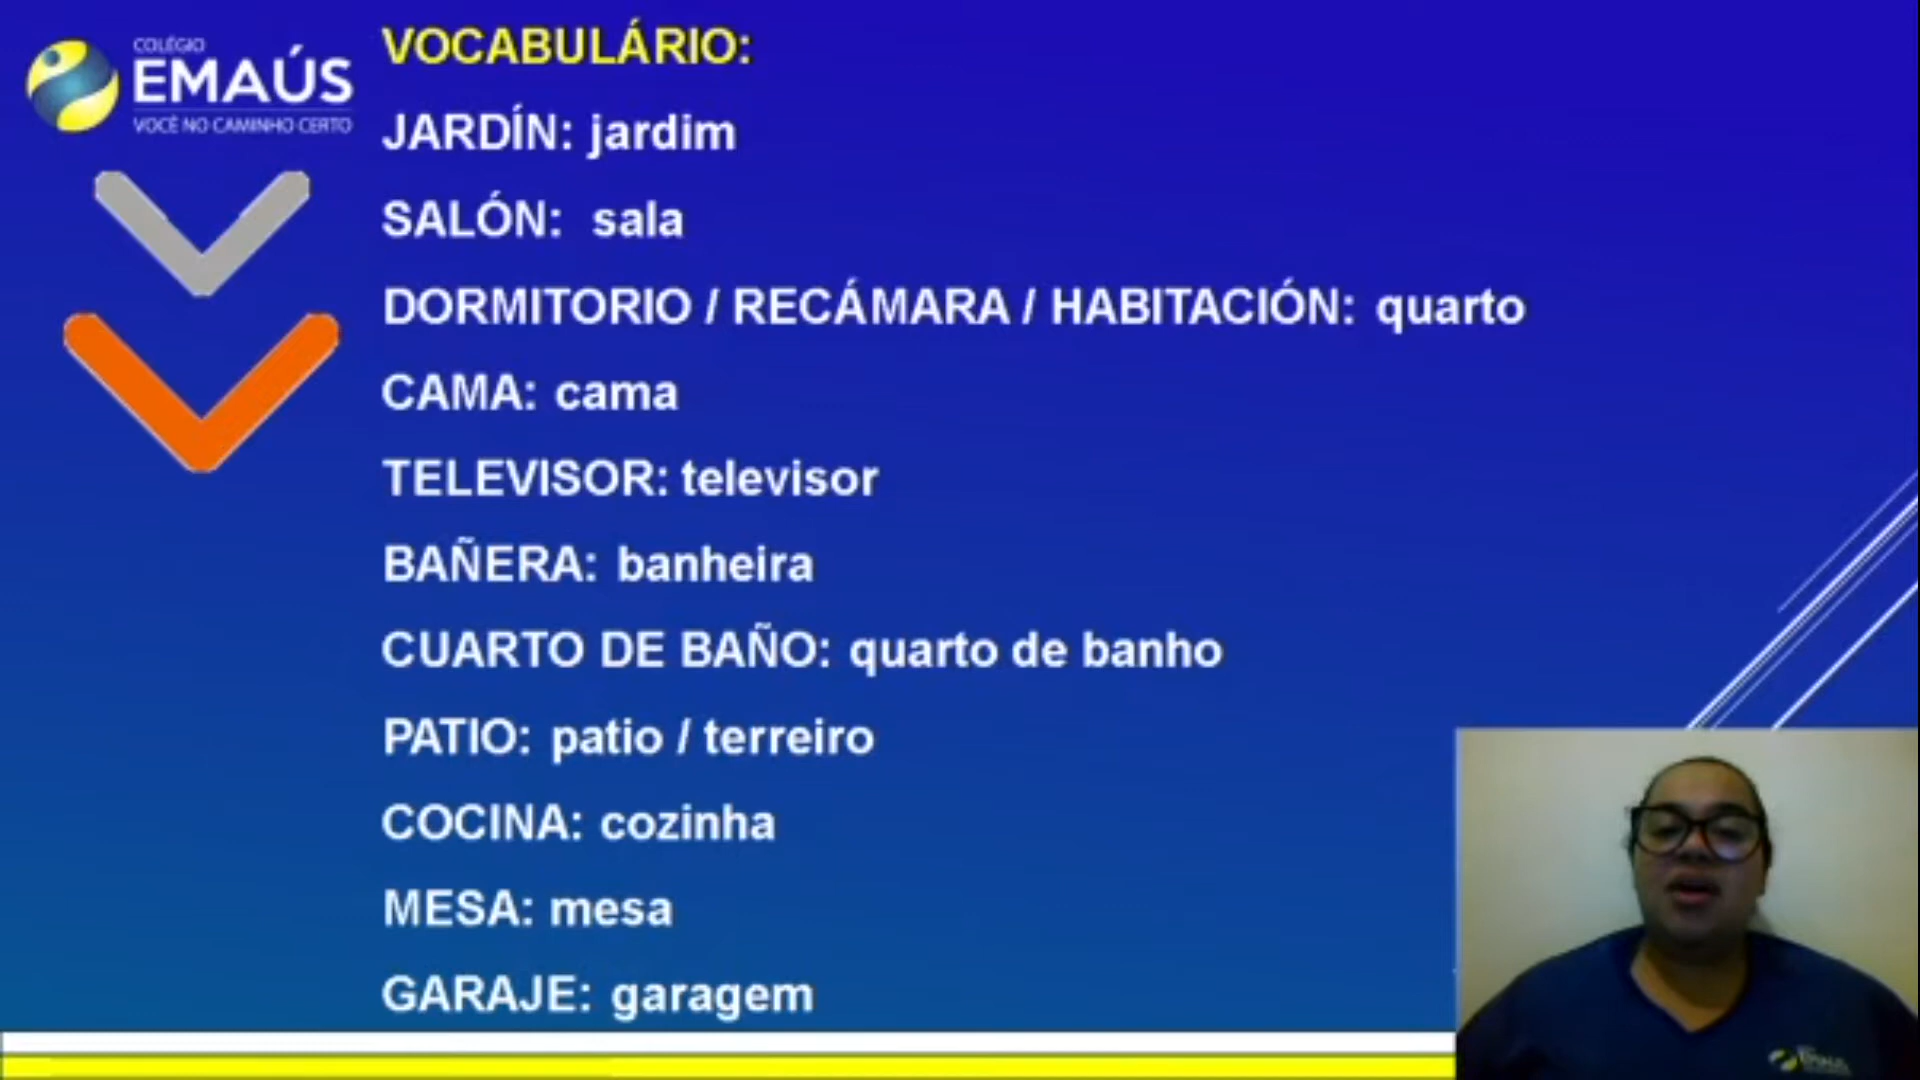 COLÉGIO
EMAÚS
VOCÊ NO CAMINHO CERTO
VOCABULÁRIO:
JARDÍN: jardim
SALÓN: sala
DORMITORIO / RECÁMARA / HABITACIÓN: quarto
CAMA: cama
TELEVISOR: televisor
BAÑERA: banheira
CUARTO DE BAÑO: quarto de banho
PATIO: patio / terreiro
COCINA: cozinha
MESA: mesa
GARAJE: garagem